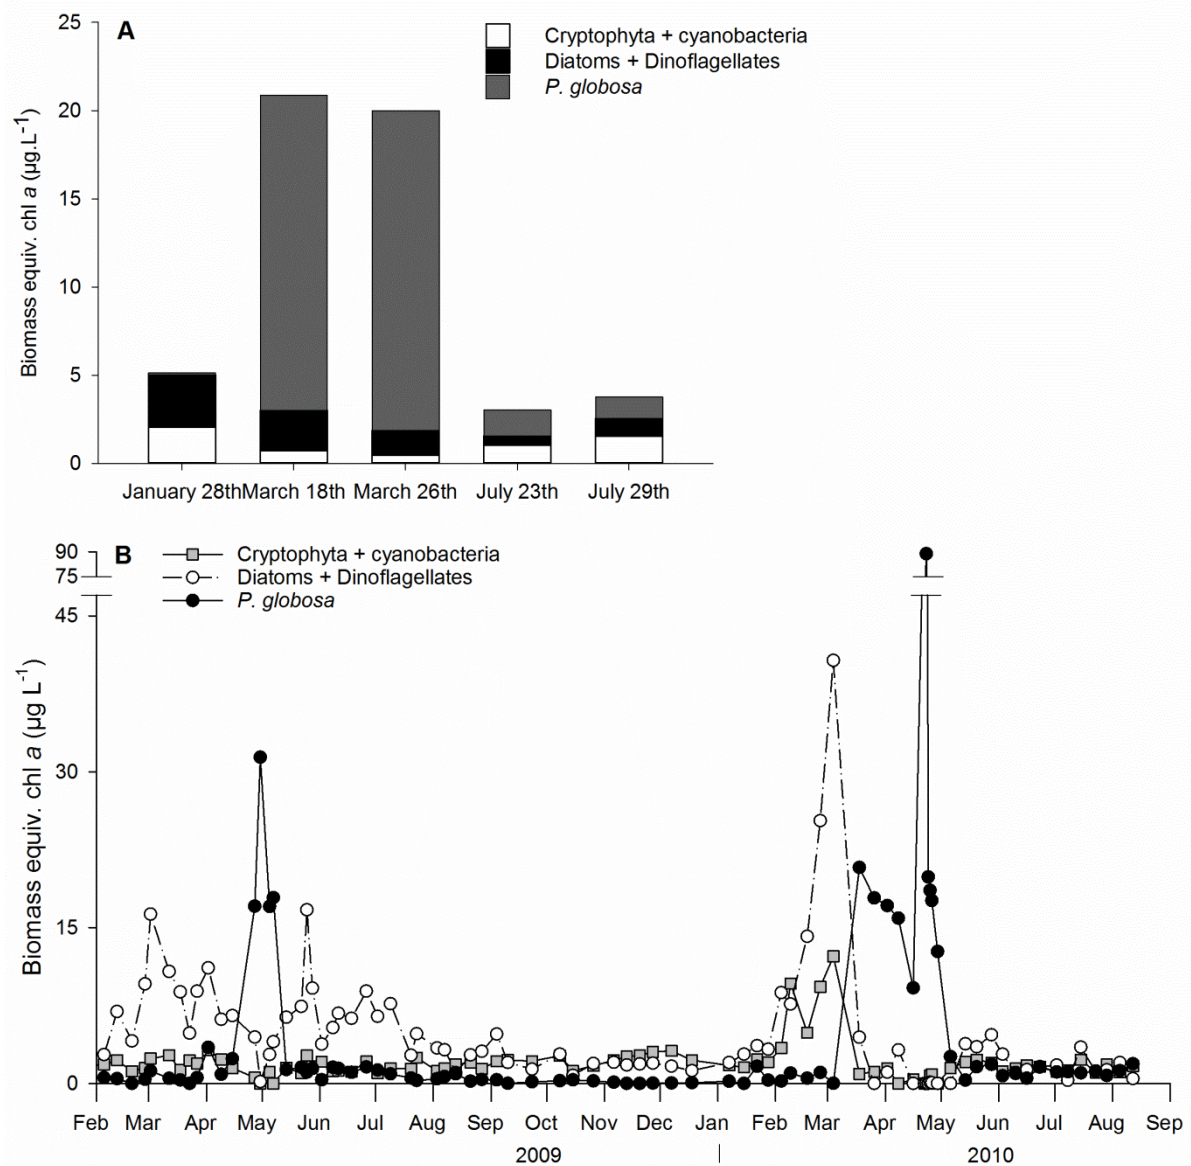 A
Cryptophyta + cyanobacteria
Diatoms + Dinoflagellates
P. globosa
Biomass equiv. chl a (µg.L⁻¹)
25
20
15
10
5
0
January 28th March 18th March 26th July 23th July 29th
B
Cryptophyta + cyanobacteria
Diatoms + Dinoflagellates
P. globosa
Biomass equiv. chl a (µg L⁻¹)
90
75
45
30
15
0
Feb Mar Apr May Jun Jul Aug Sep Oct Nov Dec Jan Feb Mar Apr May Jun Jul Aug Sep
2009 2010